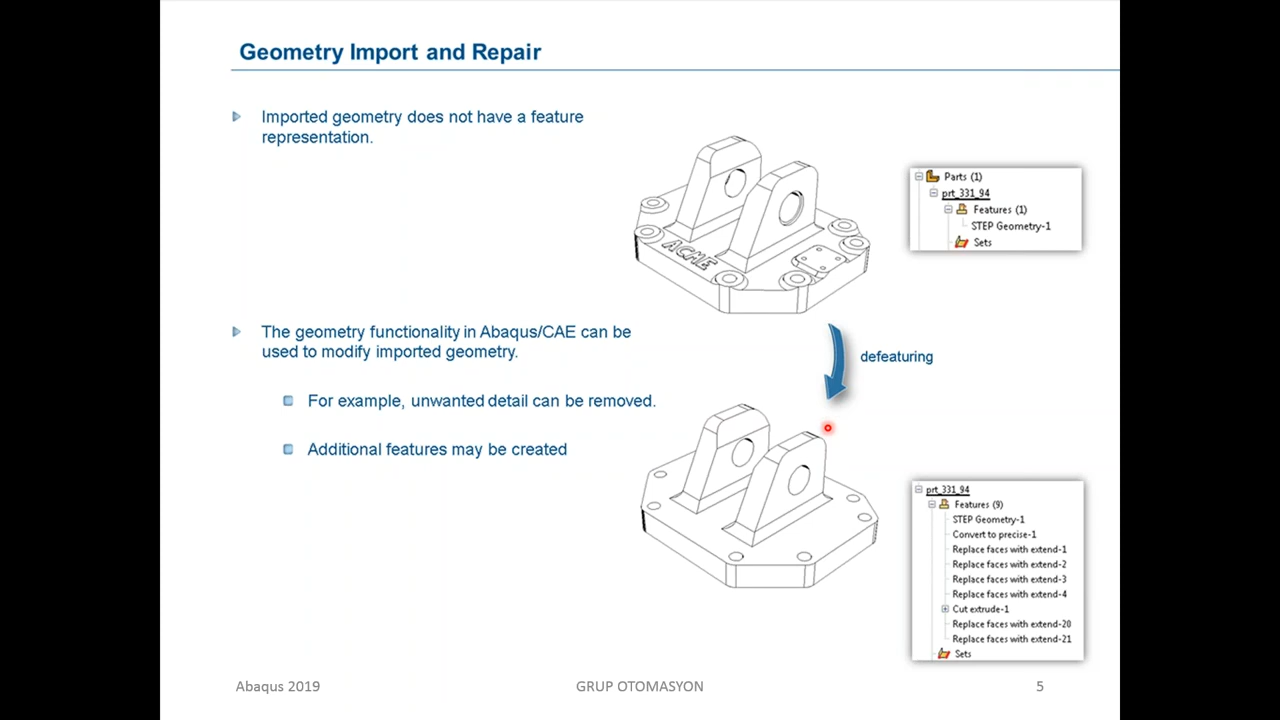 Geometry Import and Repair
Imported geometry does not have a feature
representation.
ACME
Parts (1)
prt_331_94
Features (1)
STEP Geometry-1
Sets
The geometry functionality in Abaqus/CAE can be
used to modify imported geometry.
defeaturing
For example, unwanted detail can be removed.
Additional features may be created
prt_331_94
Features (9)
STEP Geometry-1
Convert to precise-1
Replace faces with extend-1
Replace faces with extend-2
Replace faces with extend-3
Replace faces with extend-4
Cut extrude-1
Replace faces with extend-20
Replace faces with extend-21
Sets
Abaqus 2019
GRUP OTOMASYON
5